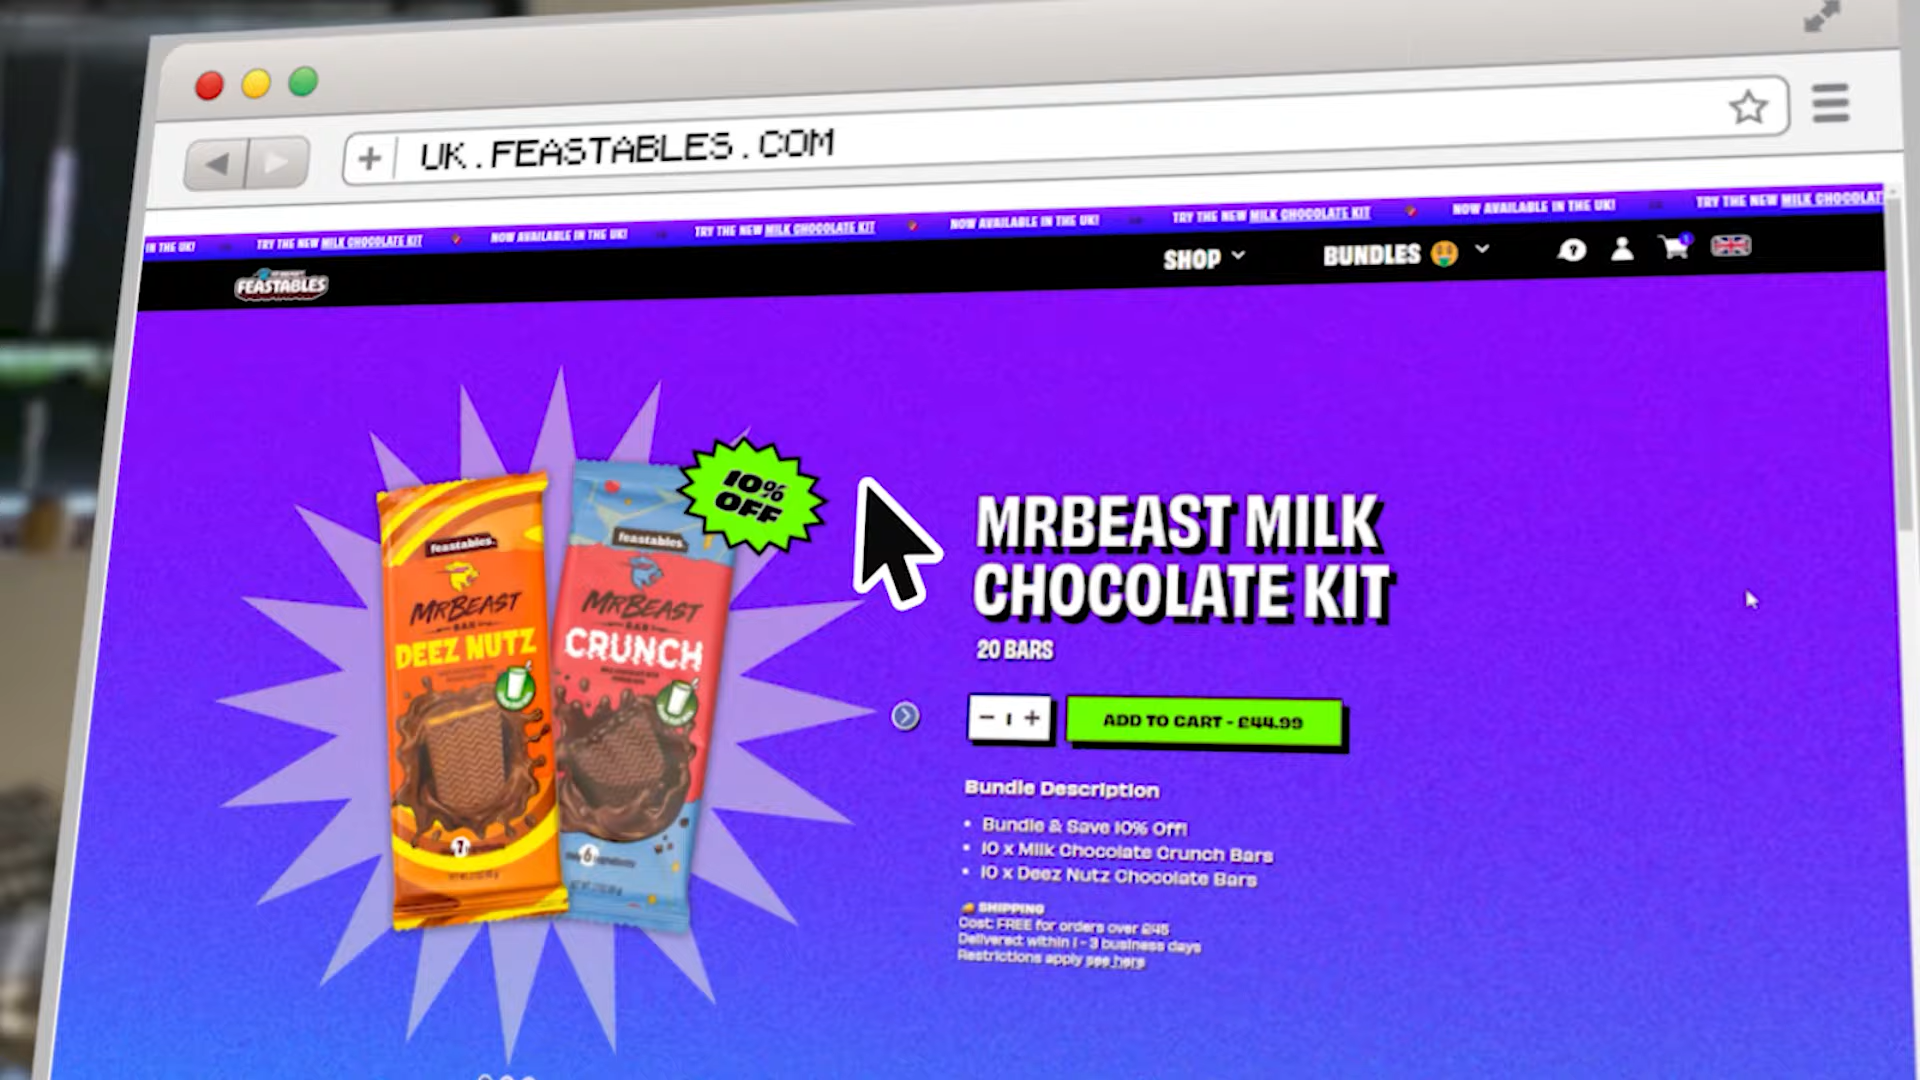 UK.FEASTABLES.COM
IN THE UK! TRY THE NEW MILK CHOCOLATE KIT NOW AVAILABLE IN THE UK! TRY THE NEW MILK CHOCOLATE KIT NOW AVAILABLE IN THE UK! TRY THE NEW MILK CHOCOLATE KIT NOW AVAILABLE IN THE UK! TRY THE NEW MILK CHOCOLAT
FEASTABLES
SHOP BUNDLES
1
10%
OFF
feastables.
MRBEAST
BAR
DEEZ NUTZ
7
feastables.
MRBEAST
BAR
CRUNCH
6
MRBEAST MILK
CHOCOLATE KIT
20 BARS
− 1 +
ADD TO CART - £44.99
Bundle Description
• Bundle & Save 10% Off!
• 10 x Milk Chocolate Crunch Bars
• 10 x Deez Nutz Chocolate Bars
SHIPPING
Cost: FREE for orders over £45
Delivered: within 1 - 3 business days
Restrictions apply see here